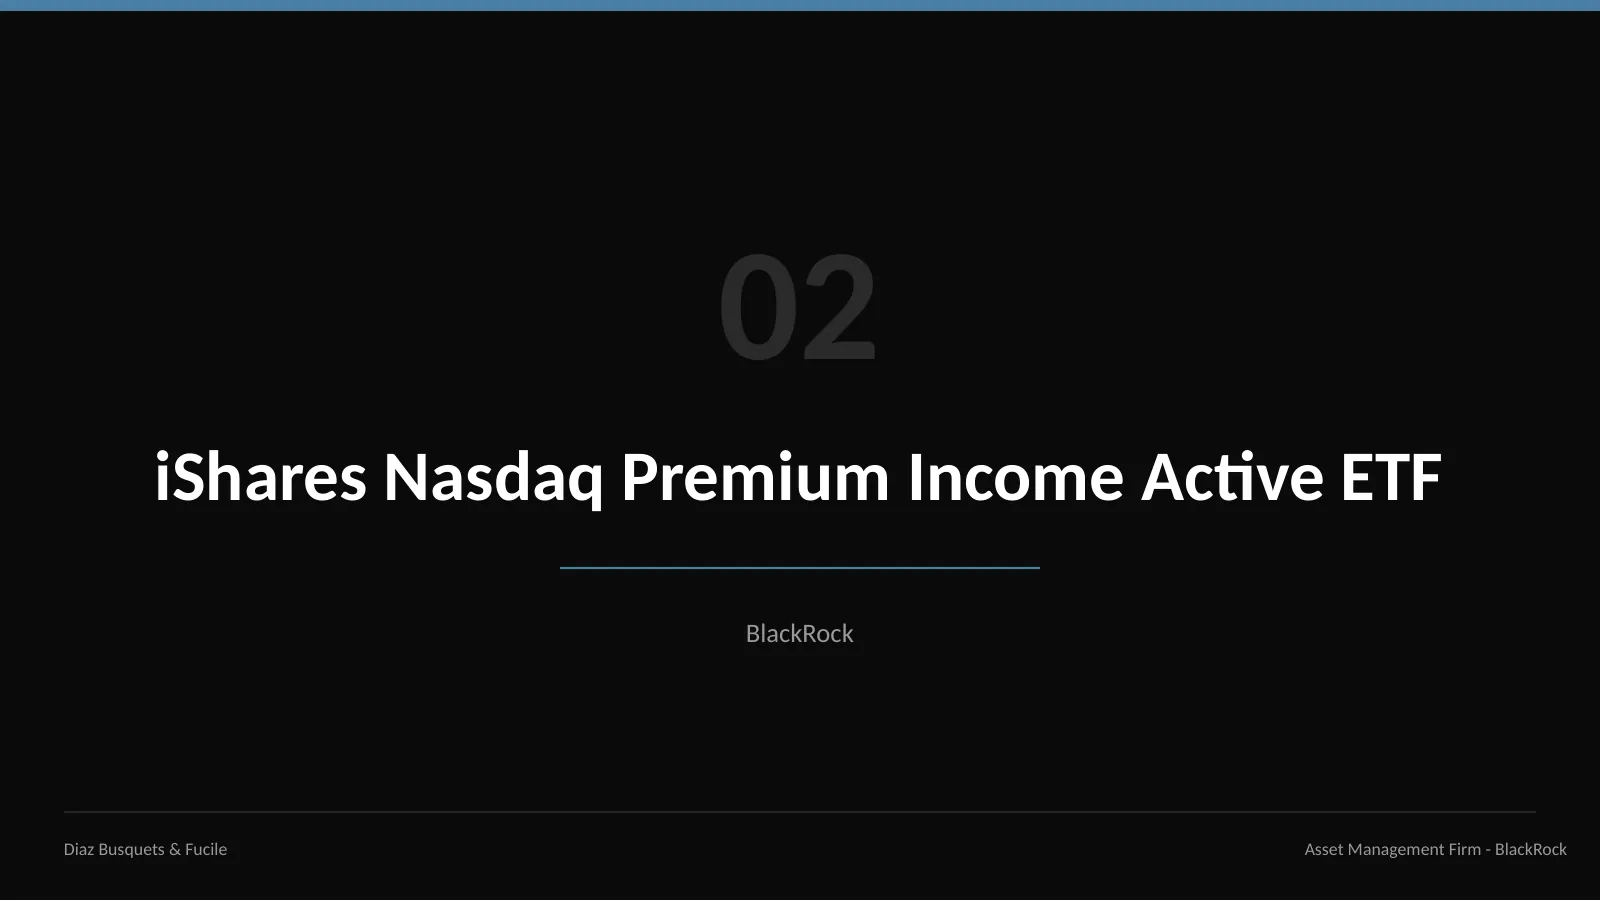 02
iShares Nasdaq Premium Income Active ETF
BlackRock
Diaz Busquets & Fucile
Asset Management Firm - BlackRock